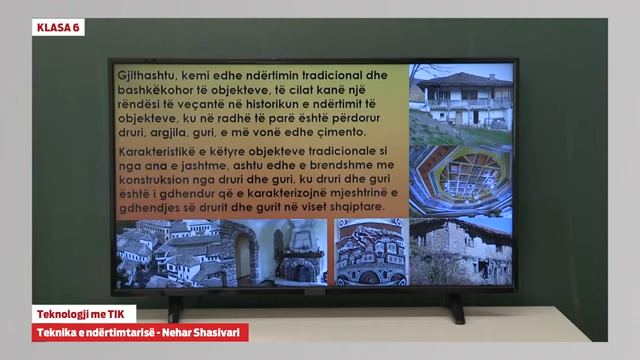 KLASA 6
Gjithashtu, kemi edhe ndërtimin tradicional dhe
bashkëkohor të objekteve, të cilat kanë një
rëndësi të veçantë në historikun e ndërtimit të
objekteve, ku në radhë të parë është përdorur
druri, argjila, guri, e më vonë edhe çimento.
Karakteristikë e këtyre objekteve tradicionale si
nga ana e jashtme, ashtu edhe e brendshme me
konstruksion nga druri dhe guri, ku druri dhe guri
është i gdhendur që e karakterizojnë mjeshtrinë e
gdhendjes së drurit dhe gurit në viset shqiptare.
Teknologji me TIK
Teknika e ndërtimtarisë - Nehar Shasivari